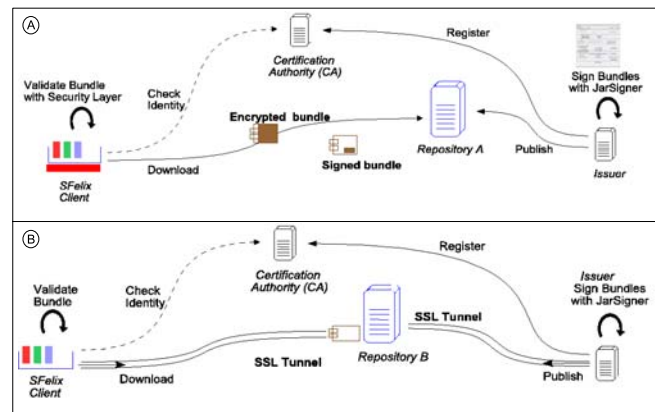 A
Register
Certification
Authority (CA)
Validate Bundle
with Security Layer
Check
Identity
Sign Bundles
with JarSigner
Encrypted bundle
Repository A
Signed bundle
Download
Publish
Issuer
SFelix
Client
B
Register
Certification
Authority (CA)
Validate
Bundle
Check
Identity
Issuer
Sign Bundles
with JarSigner
SSL Tunnel
SSL Tunnel
Repository B
Download
Publish
SFelix
Client